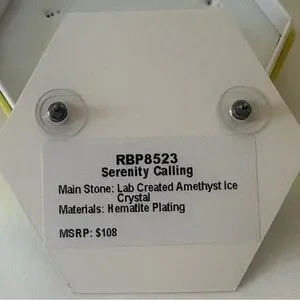 RBP8523
Serenity Calling
Main Stone: Lab Created Amethyst Ice
Crystal
Materials: Hematite Plating
MSRP: $108